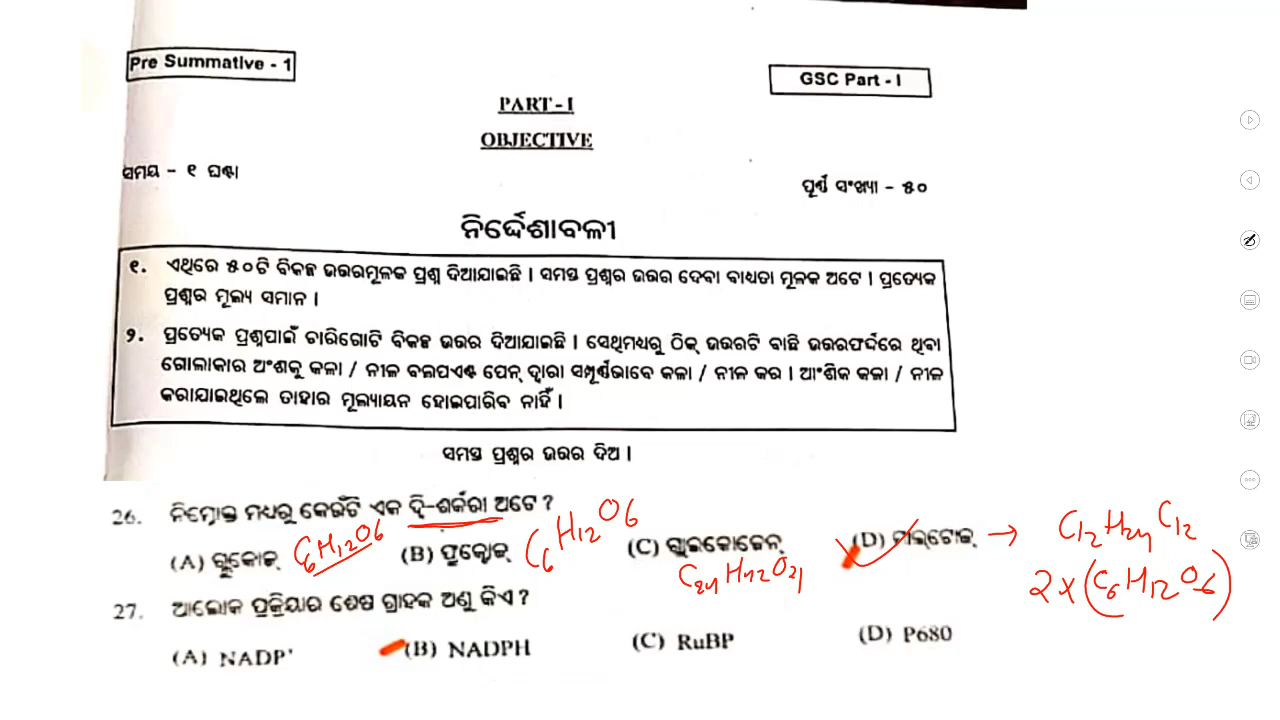 Pre Summative - 1
GSC Part - I
PART-I
OBJECTIVE
ସମୟ - ୧ ଘଣ୍ଟା
ପୂର୍ଣ୍ଣ ସଂଖ୍ୟା - ୫୦
ନିର୍ଦ୍ଦେଶାବଳୀ
୧. ଏଥିରେ ୫୦ଟି ବିକଳ୍ପ ଉତ୍ତରମୂଳକ ପ୍ରଶ୍ନ ଦିଆଯାଇଛି । ସମସ୍ତ ପ୍ରଶ୍ନର ଉତ୍ତର ଦେବା ବାଧ୍ୟତା ମୂଳକ ଅଟେ । ପ୍ରତ୍ୟେକ
ପ୍ରଶ୍ନର ମୂଲ୍ୟ ସମାନ ।
୨. ପ୍ରତ୍ୟେକ ପ୍ରଶ୍ନପାଇଁ ଚାରିଗୋଟି ବିକଳ୍ପ ଉତ୍ତର ଦିଆଯାଇଛି । ସେଥିମଧ୍ୟରୁ ଠିକ୍ ଉତ୍ତରଟି ବାଛି ଉତ୍ତରଫର୍ଦ୍ଦରେ ଥିବା
ଗୋଲାକାର ଅଂଶକୁ କଳା / ନୀଳ ବଲପଏଣ୍ଟ ପେନ୍ ଦ୍ୱାରା ସମ୍ପୂର୍ଣ୍ଣଭାବେ କଳା / ନୀଳ କର । ଆଂଶିକ କଳା / ନୀଳ
କରାଯାଇଥିଲେ ତାହାର ମୂଲ୍ୟାୟନ ହୋଇପାରିବ ନାହିଁ ।
ସମସ୍ତ ପ୍ରଶ୍ନର ଉତ୍ତର ଦିଅ ।
26. ନିମ୍ନୋକ୍ତ ମଧ୍ୟରୁ କେଉଁଟି ଏକ ଦ୍ୱି-ଶର୍କରା ଅଟେ ?
(A) ଗ୍ଲୁକୋଜ୍ C6H12O6 (B) ଫ୍ରୁକ୍ଟୋଜ୍ C6H12O6 (C) ଗ୍ଲାଇକୋଜେନ୍ (D) ମାଲ୍‌ଟୋଜ୍ → C12H24C12
C24H42O21 2 x (C6H12O6)
27. ଆଲୋକ ପ୍ରକ୍ରିୟାର ଶେଷ ଗ୍ରାହକ ଅଣୁ କିଏ ?
(A) NADP' (B) NADPH (C) RuBP (D) P680